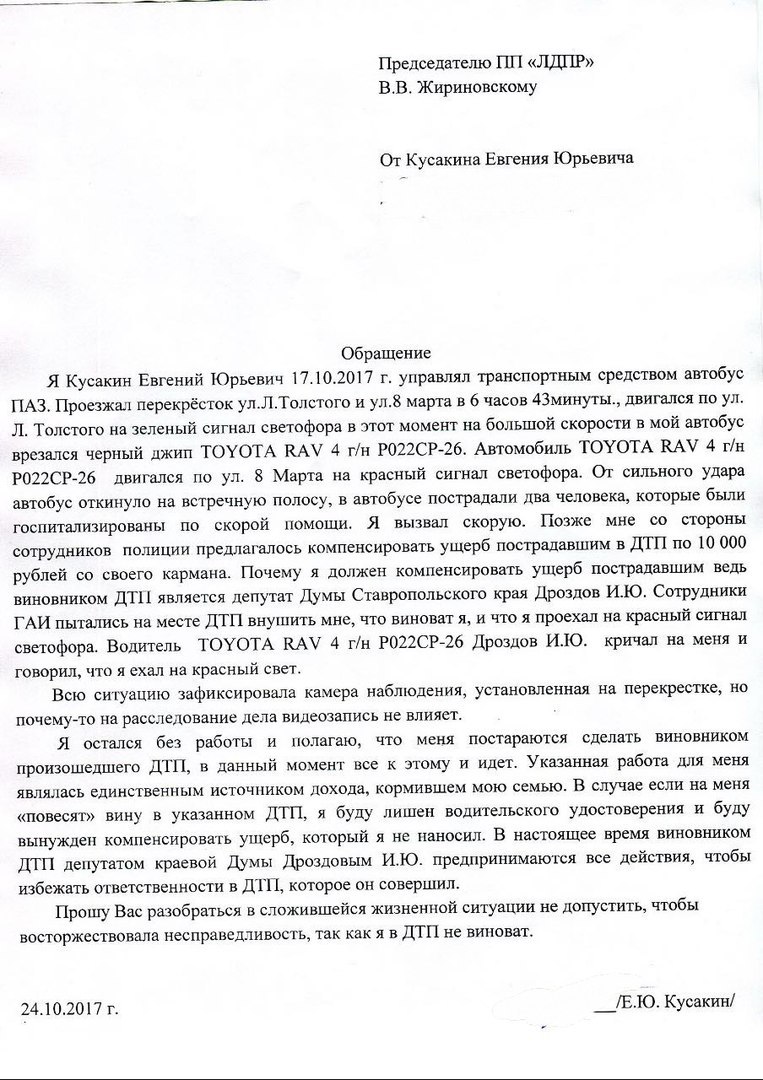 Председателю ПП «ЛДПР»
В.В. Жириновскому
От Кусакина Евгения Юрьевича
Обращение
Я Кусакин Евгений Юрьевич 17.10.2017 г. управлял транспортным средством автобус
ПАЗ. Проезжал перекрёсток ул.Л.Толстого и ул.8 марта в 6 часов 43минуты., двигался по ул.
Л. Толстого на зеленый сигнал светофора в этот момент на большой скорости в мой автобус
врезался черный джип TOYOTA RAV 4 г/н Р022СР-26. Автомобиль TOYOTA RAV 4 г/н
Р022СР-26 двигался по ул. 8 Марта на красный сигнал светофора. От сильного удара
автобус откинуло на встречную полосу, в автобусе пострадали два человека, которые были
госпитализированы по скорой помощи. Я вызвал скорую. Позже мне со стороны
сотрудников полиции предлагалось компенсировать ущерб пострадавшим в ДТП по 10 000
рублей со своего кармана. Почему я должен компенсировать ущерб пострадавшим ведь
виновником ДТП является депутат Думы Ставропольского края Дроздов И.Ю. Сотрудники
ГАИ пытались на месте ДТП внушить мне, что виноват я, и что я проехал на красный сигнал
светофора. Водитель TOYOTA RAV 4 г/н Р022СР-26 Дроздов И.Ю. кричал на меня и
говорил, что я ехал на красный свет.
Всю ситуацию зафиксировала камера наблюдения, установленная на перекрестке, но
почему-то на расследование дела видеозапись не влияет.
Я остался без работы и полагаю, что меня постараются сделать виновником
произошедшего ДТП, в данный момент все к этому и идет. Указанная работа для меня
являлась единственным источником дохода, кормившем мою семью. В случае если на меня
«повесят» вину в указанном ДТП, я буду лишен водительского удостоверения и буду
вынужден компенсировать ущерб, который я не наносил. В настоящее время виновником
ДТП депутатом краевой Думы Дроздовым И.Ю. предпринимаются все действия, чтобы
избежать ответственности в ДТП, которое он совершил.
Прошу Вас разобраться в сложившейся жизненной ситуации не допустить, чтобы
восторжествовала несправедливость, так как я в ДТП не виноват.
24.10.2017 г. __/Е.Ю. Кусакин/